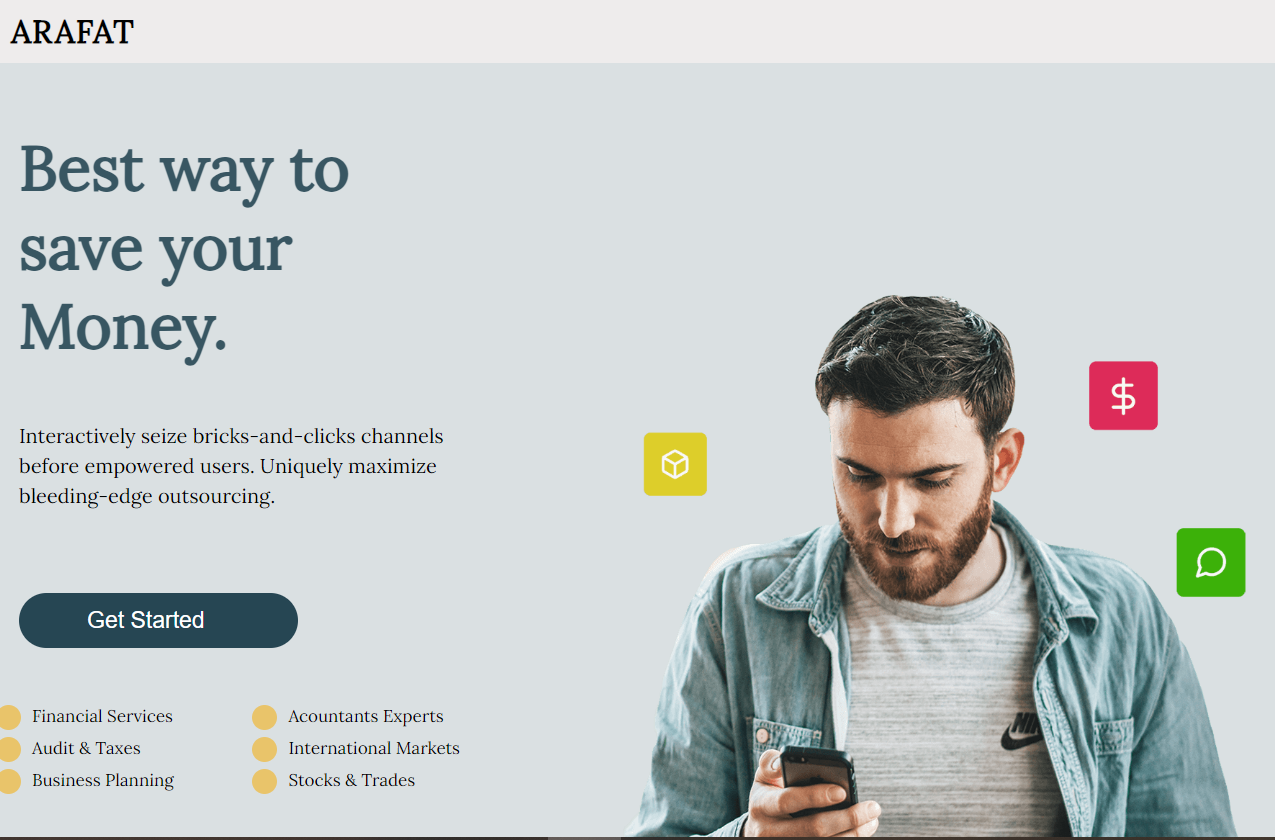 ARAFAT
Best way to
save your
Money.
Interactively seize bricks-and-clicks channels
before empowered users. Uniquely maximize
bleeding-edge outsourcing.
Get Started
Financial Services
Acountants Experts
Audit & Taxes
International Markets
Business Planning
Stocks & Trades